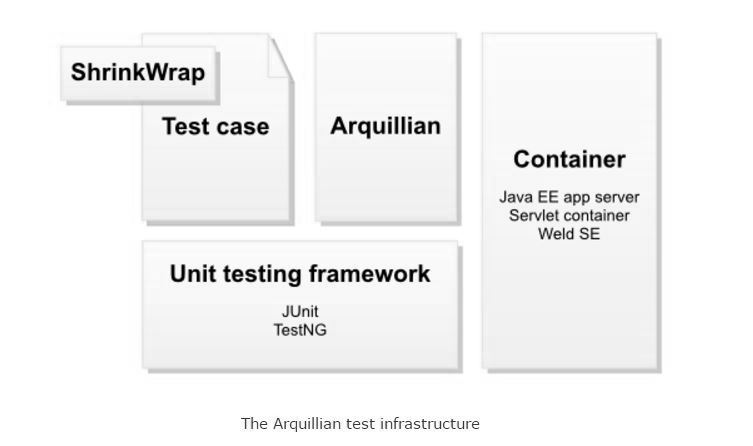 ShrinkWrap
Test case
Arquillian
Container
Java EE app server
Servlet container
Weld SE
Unit testing framework
JUnit
TestNG
The Arquillian test infrastructure